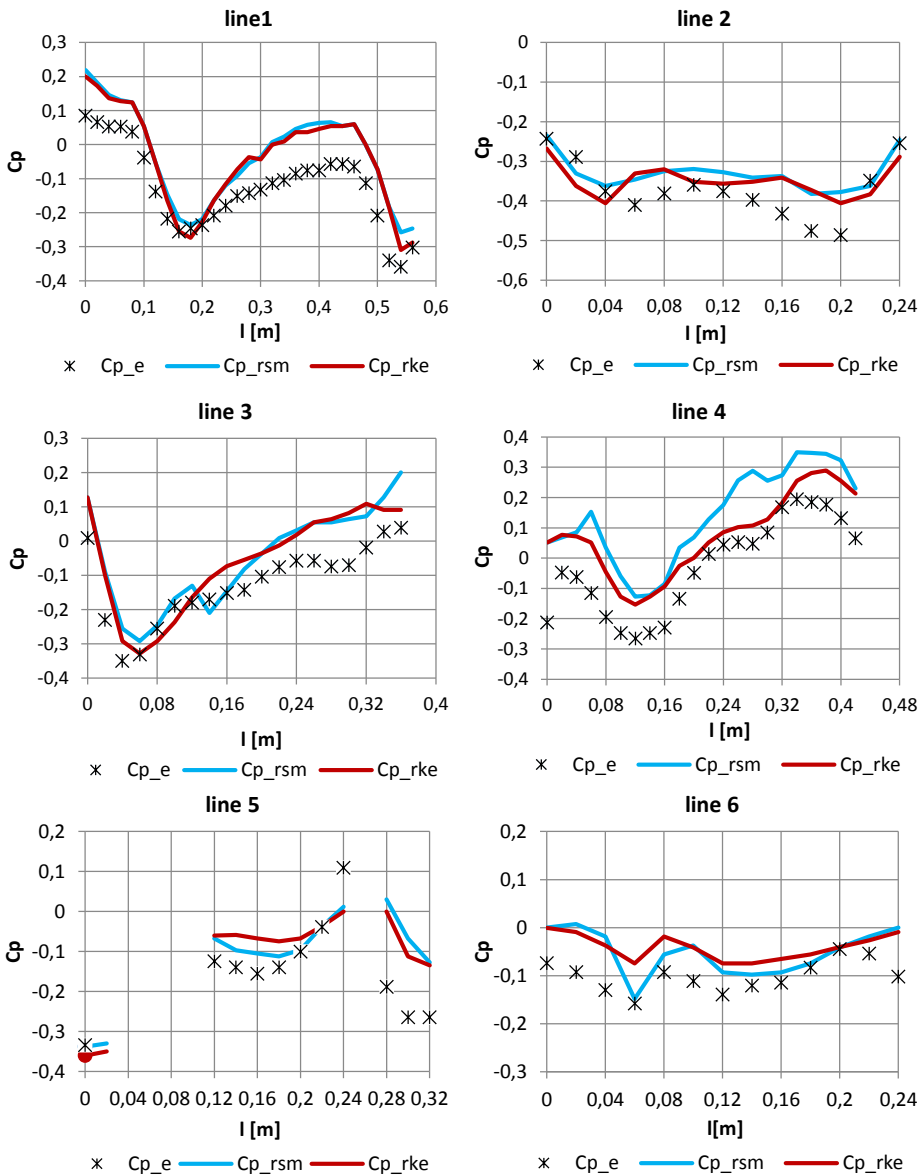 line1
line 2
0,3
0,2
0,1
0
-0,1
-0,2
-0,3
-0,4
Cp
0 0,1 0,2 0,3 0,4 0,5 0,6
l [m]
Cp_e Cp_rsm Cp_rke
0
-0,1
-0,2
-0,3
-0,4
-0,5
-0,6
0 0,04 0,08 0,12 0,16 0,2 0,24
l [m]
Cp_e Cp_rsm Cp_rke
line 3
line 4
0,3
0,2
0,1
0
-0,1
-0,2
-0,3
-0,4
Cp
0 0,08 0,16 0,24 0,32 0,4
l [m]
Cp_e Cp_rsm Cp_rke
0,4
0,3
0,2
0,1
0
-0,1
-0,2
-0,3
-0,4
0 0,08 0,16 0,24 0,32 0,4 0,48
l [m]
Cp_e Cp_rsm Cp_rke
line 5
line 6
0,2
0,1
0
-0,1
-0,2
-0,3
-0,4
Cp
0 0,04 0,08 0,12 0,16 0,20 0,24 0,28 0,32
l [m]
Cp_e Cp_rsm Cp_rke
0,2
0,1
0
-0,1
-0,2
-0,3
0 0,04 0,08 0,12 0,16 0,20 0,24
l[m]
Cp_e Cp_rsm Cp_rke